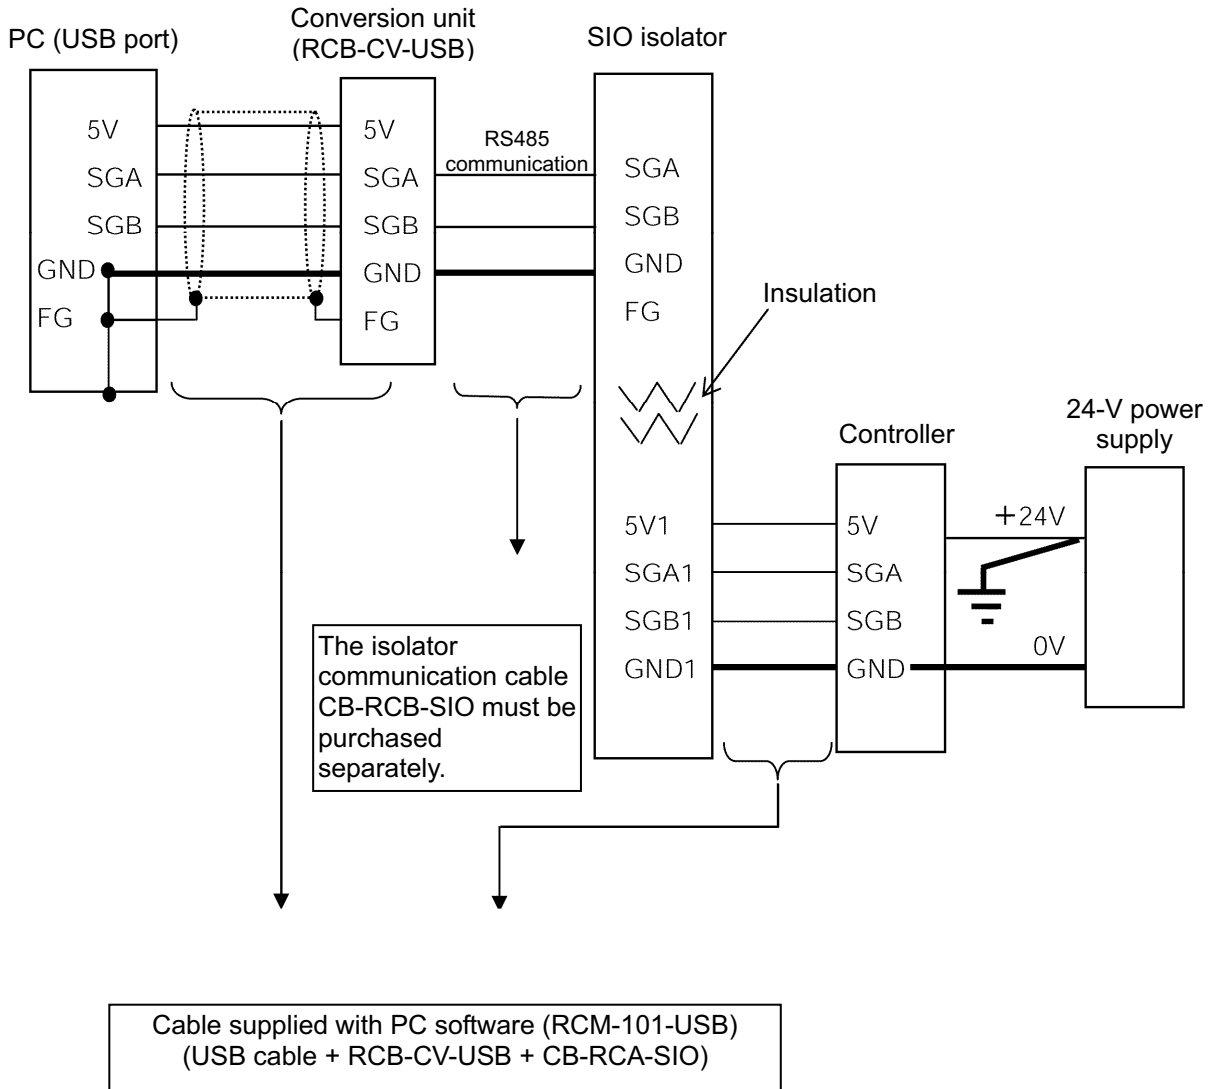 PC (USB port)
Conversion unit
(RCB-CV-USB)
SIO isolator
5V
SGA
SGB
GND
FG
5V
SGA
SGB
GND
FG
RS485
communication
SGA
SGB
GND
FG
Insulation
5V1
SGA1
SGB1
GND1
Controller
5V
SGA
SGB
GND
24-V power
supply
+24V
0V
The isolator
communication cable
CB-RCB-SIO must be
purchased
separately.
Cable supplied with PC software (RCM-101-USB)
(USB cable + RCB-CV-USB + CB-RCA-SIO)